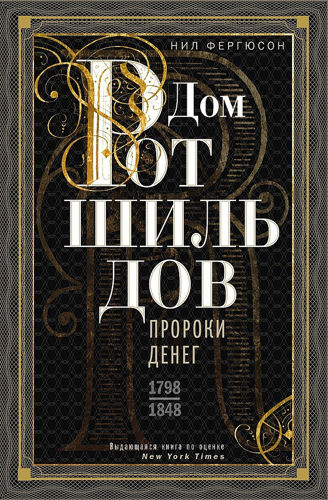 НИЛ ФЕРГЮСОН
Дом
Рот
шиль
дов
ПРОРОКИ
ДЕНЕГ
1798
1848
Выдающаяся книга по оценке
New York Times